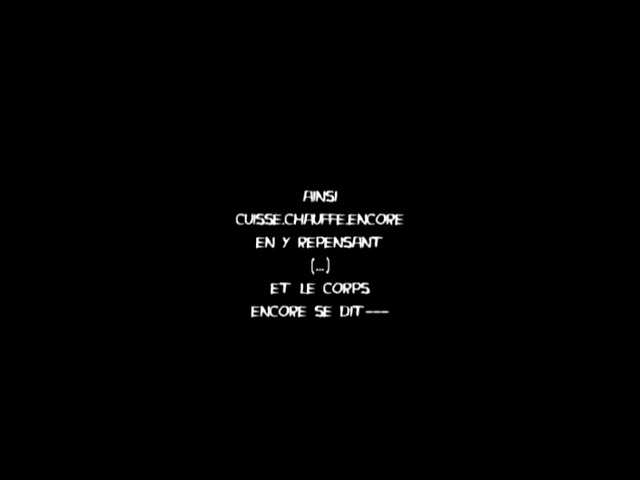 AINSI
CUISSE.CHAUFFE.ENCORE
EN Y REPENSANT
(...)
ET LE CORPS
ENCORE SE DIT---